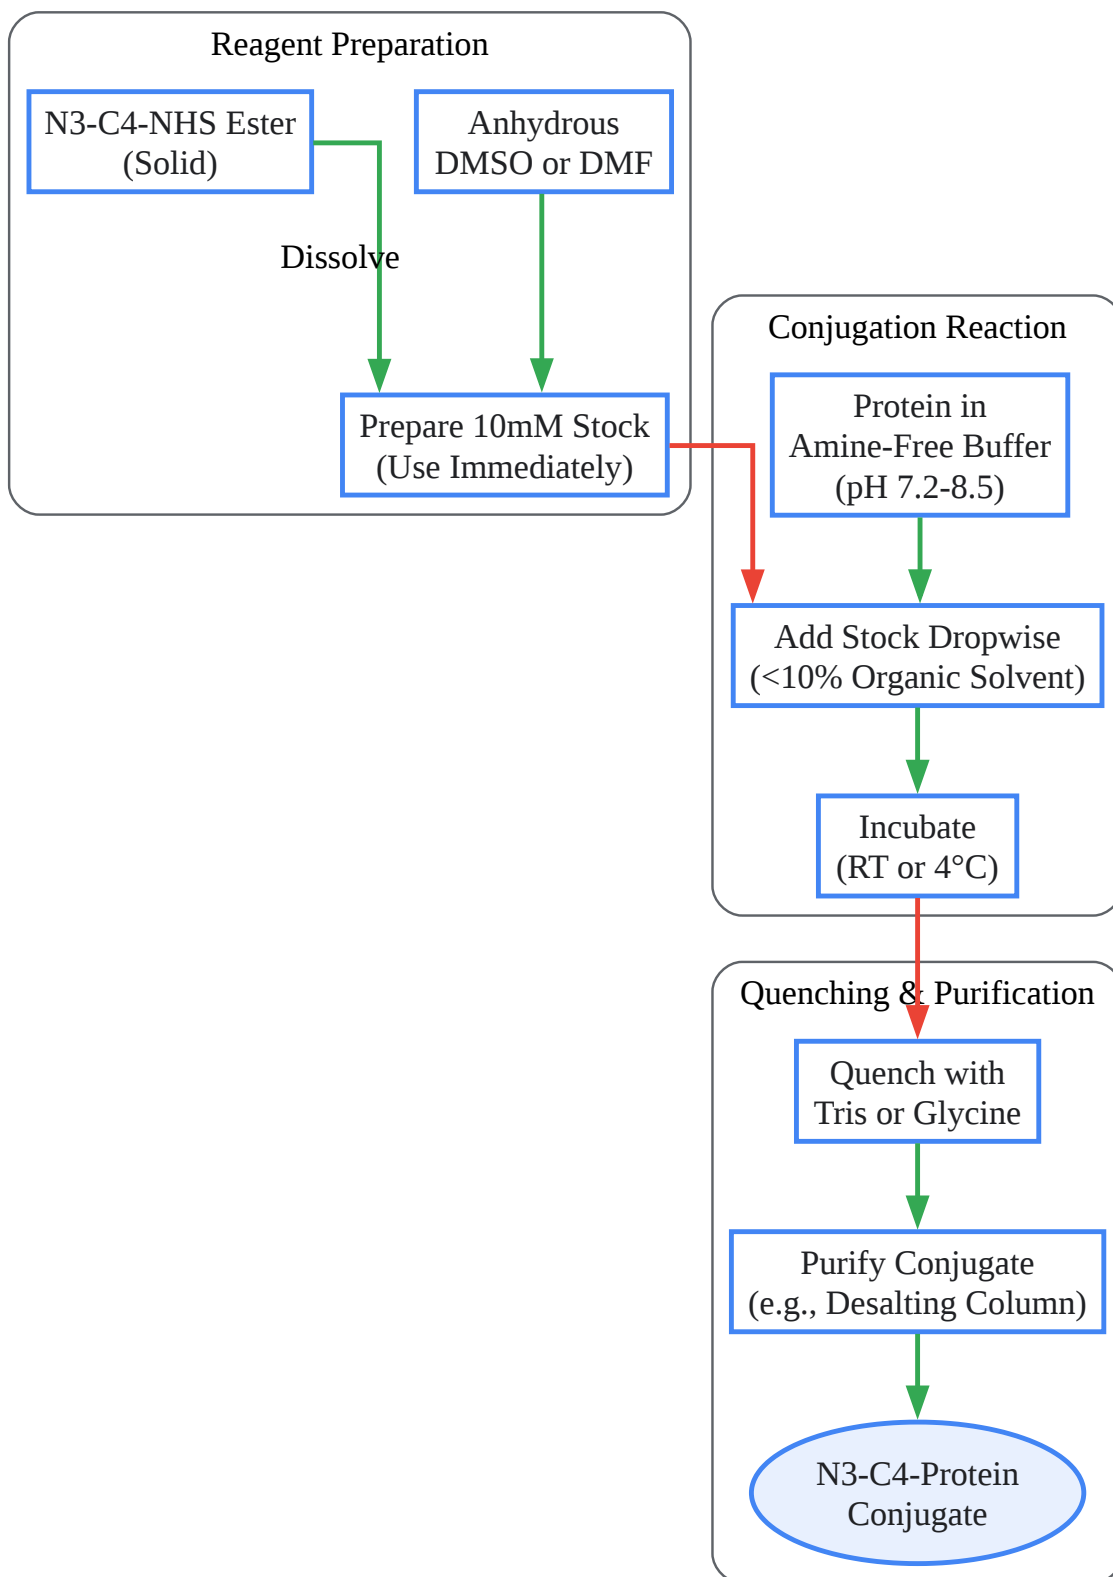 Reagent Preparation
N3-C4-NHS Ester
(Solid)
Anhydrous
DMSO or DMF
Dissolve
Prepare 10mM Stock
(Use Immediately)
Conjugation Reaction
Protein in
Amine-Free Buffer
(pH 7.2-8.5)
Add Stock Dropwise
(<10% Organic Solvent)
Incubate
(RT or 4°C)
Quenching & Purification
Quench with
Tris or Glycine
Purify Conjugate
(e.g., Desalting Column)
N3-C4-Protein
Conjugate